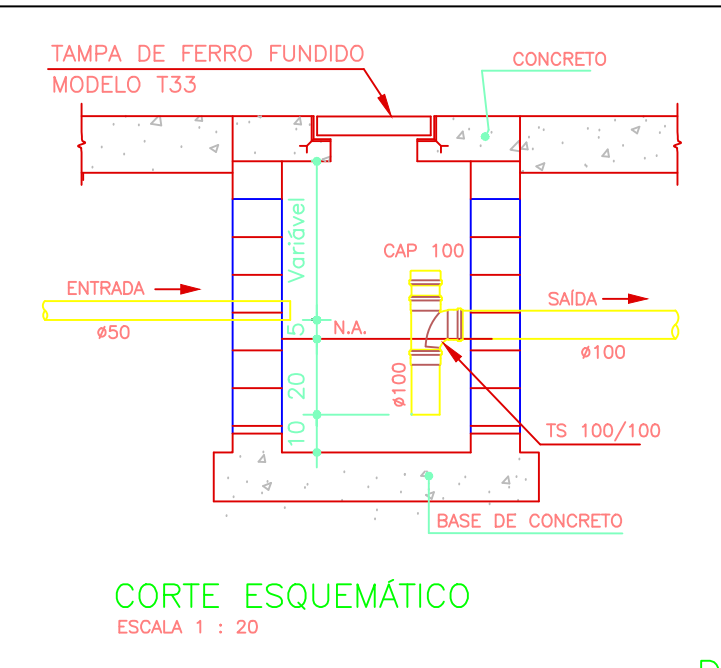 TAMPA DE FERRO FUNDIDO
MODELO T33
CONCRETO
Variável
CAP 100
ENTRADA
SAÍDA
ø50
5
N.A.
ø100
ø100
20
10
TS 100/100
BASE DE CONCRETO
CORTE ESQUEMÁTICO
ESCALA 1 : 20